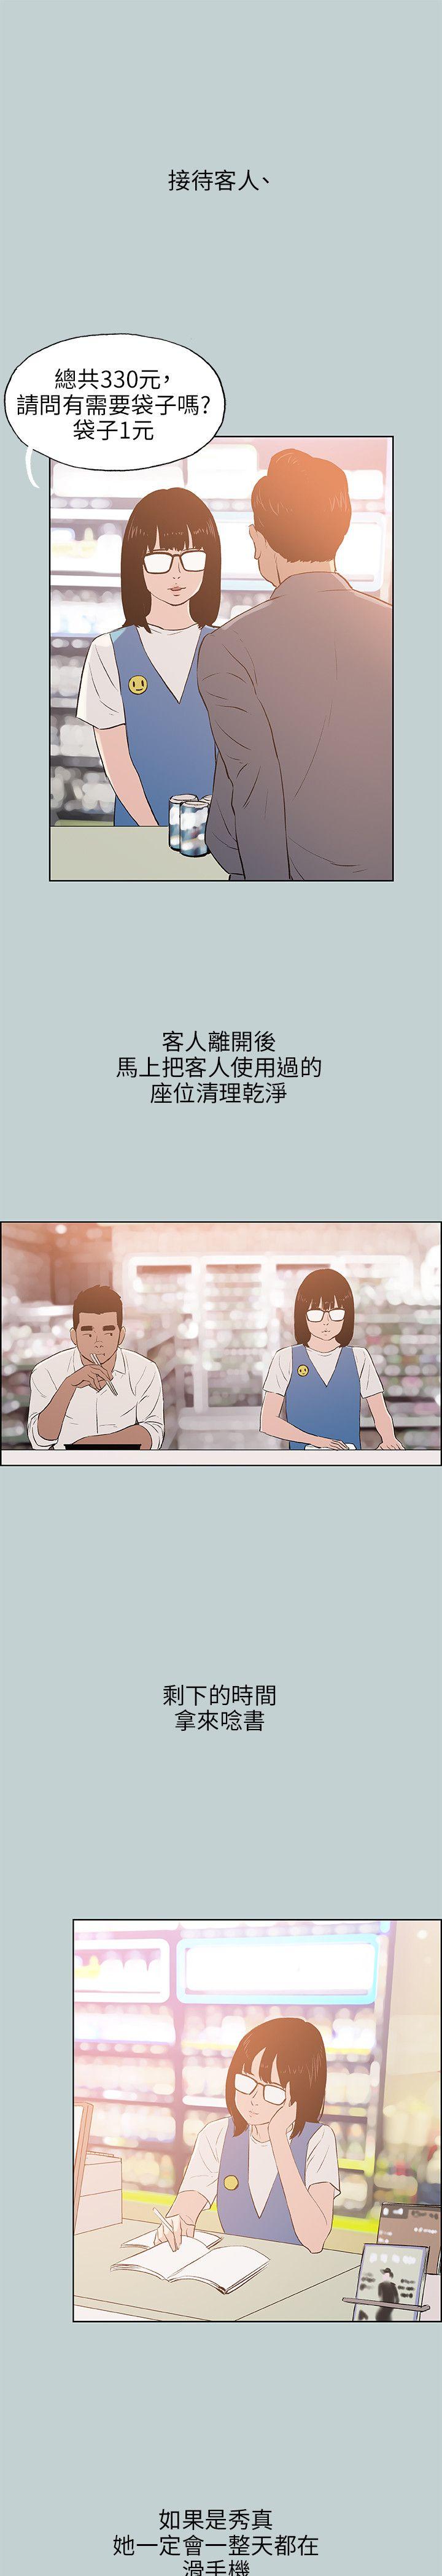 接待客人、
總共330元,
請問有需要袋子嗎?
袋子1元
客人離開後
馬上把客人使用過的
座位清理乾淨
剩下的時間
拿來唸書
如果是秀真
她一定會一整天都在
滑手機